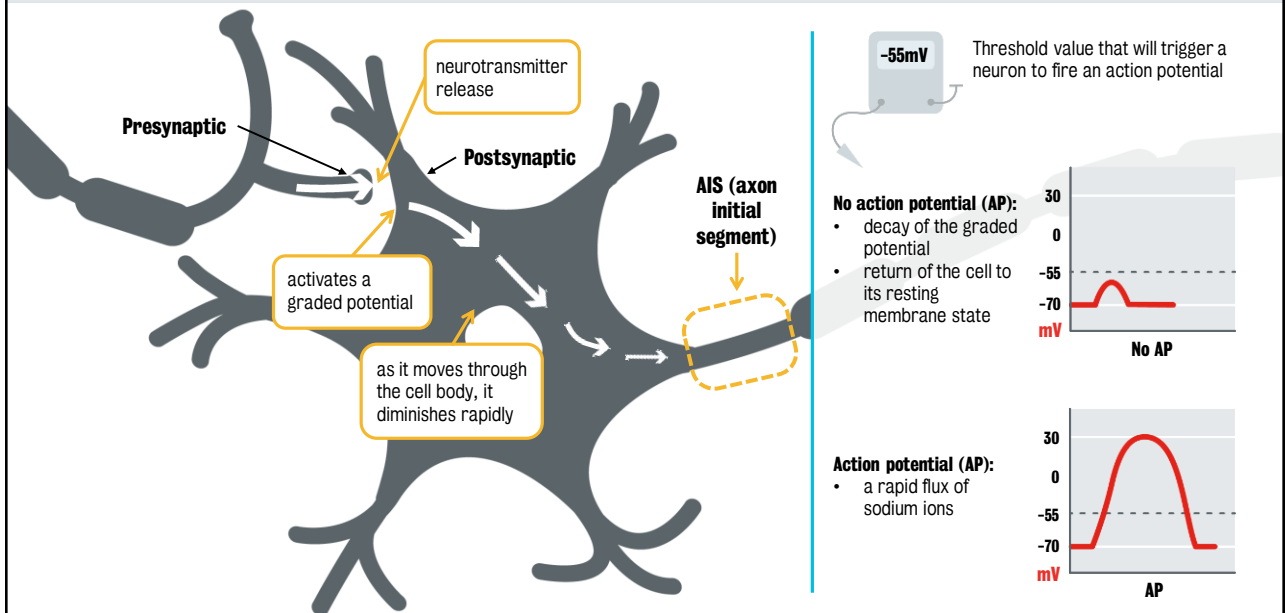 neurotransmitter
release
Presynaptic
Postsynaptic
activates a
graded potential
as it moves through
the cell body, it
diminishes rapidly
AIS (axon
initial
segment)
-55mV
Threshold value that will trigger a
neuron to fire an action potential
No action potential (AP):
• decay of the graded
potential
• return of the cell to
its resting
membrane state
30
0
-55
-70
mV
No AP
Action potential (AP):
• a rapid flux of
sodium ions
30
0
-55
-70
mV
AP